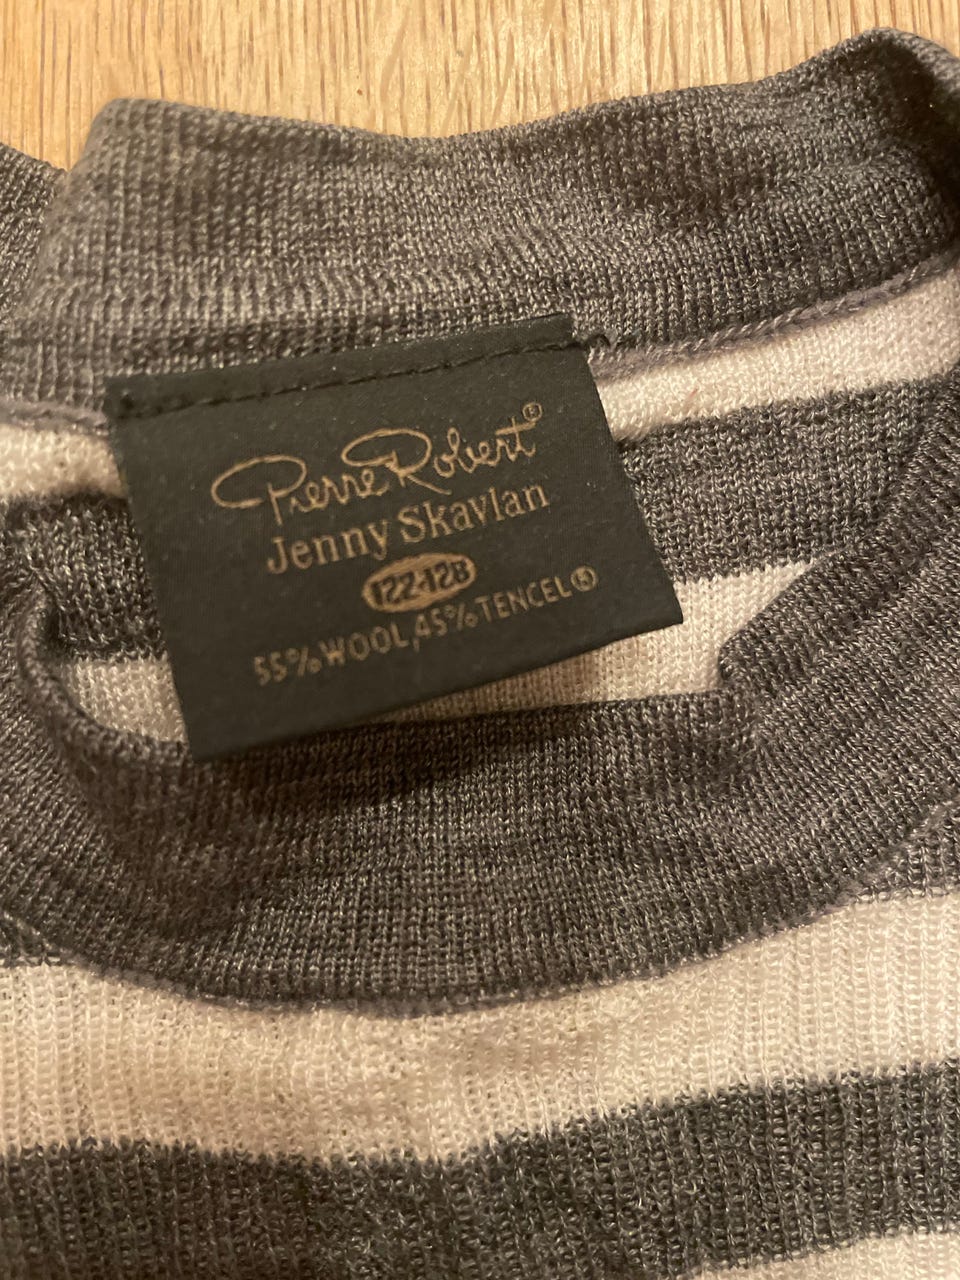 Pierre Robert®
Jenny Skavlan
122-128
55% WOOL, 45% TENCEL®